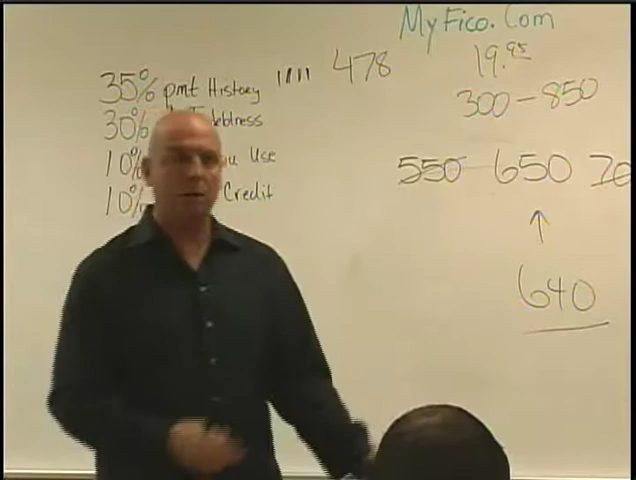 MyFico.Com
19.95
35% pmt History 478
300-850
30%
10% Use
550 650
10% Credit
640